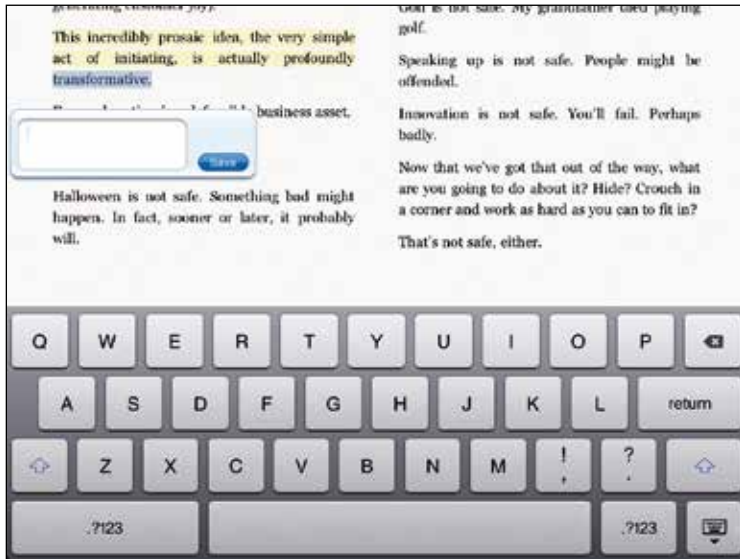 generating customer joy).
This incredibly prosaic idea, the very simple
act of initiating, is actually profoundly
transformative.
business asset.
Save
Halloween is not safe. Something bad might
happen. In fact, sooner or later, it probably
will.
Golf is not safe. My grandfather died playing
golf.
Speaking up is not safe. People might be
offended.
Innovation is not safe. You'll fail. Perhaps
badly.
Now that we've got that out of the way, what
are you going to do about it? Hide? Crouch in
a corner and work as hard as you can to fit in?
That's not safe, either.
Q W E R T Y U I O P
A S D F G H J K L return
Z X C V B N M ! , ? .
.?123 .?123